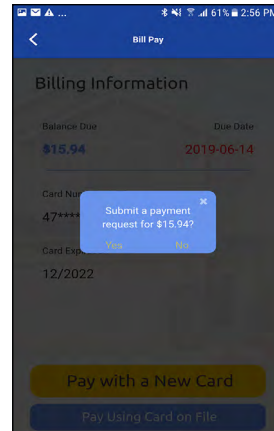 ... 61% 2:56 PM
Bill Pay
Billing Information
Balance Due Due Date
$15.94 2019-06-14
Card Num
47****
Submit a payment
request for $15.94?
Yes No
Card Exp
12/2022
Pay with a New Card
Pay Using Card on File